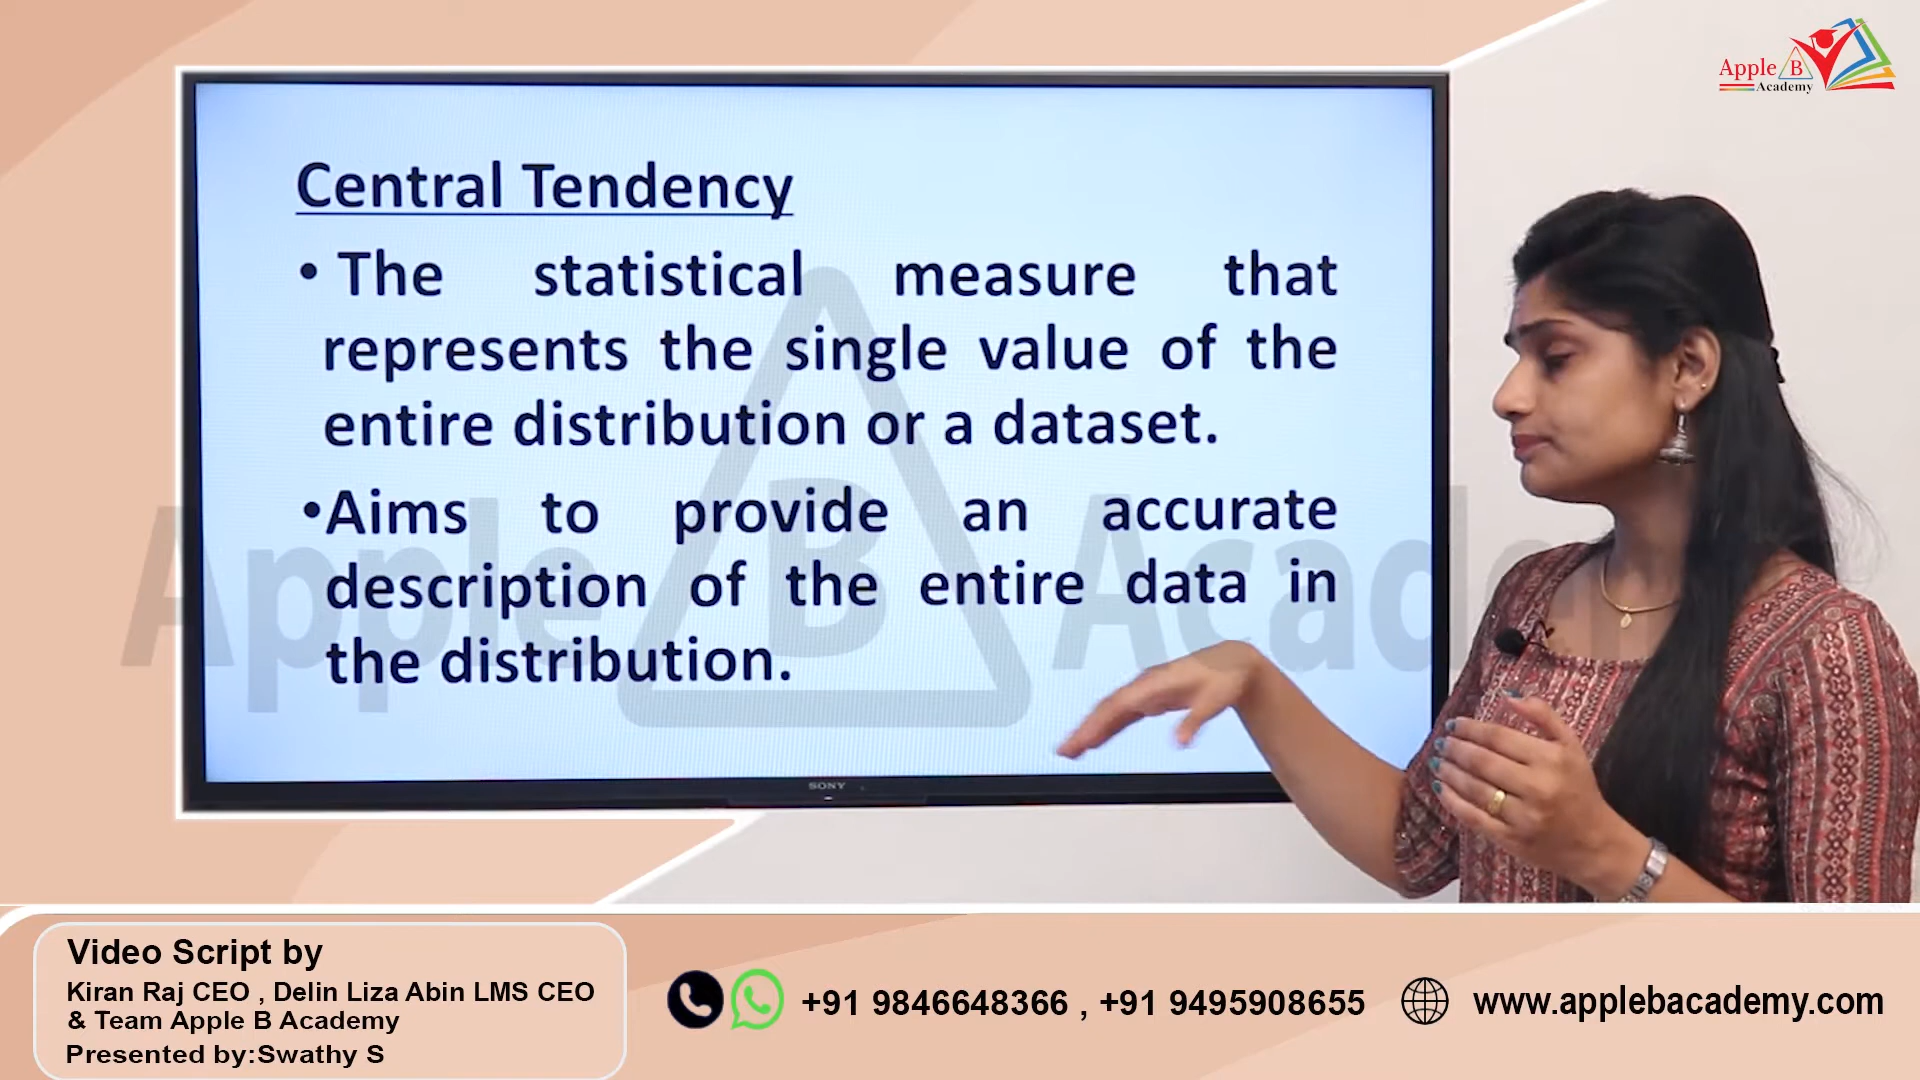 Apple B
Academy
Central Tendency
• The statistical measure that
represents the single value of the
entire distribution or a dataset.
•Aims to provide an accurate
description of the entire data in
the distribution.
Apple B Academy
SONY
Video Script by
Kiran Raj CEO , Delin Liza Abin LMS CEO
& Team Apple B Academy
Presented by:Swathy S
+91 9846648366 , +91 9495908655
www.applebacademy.com